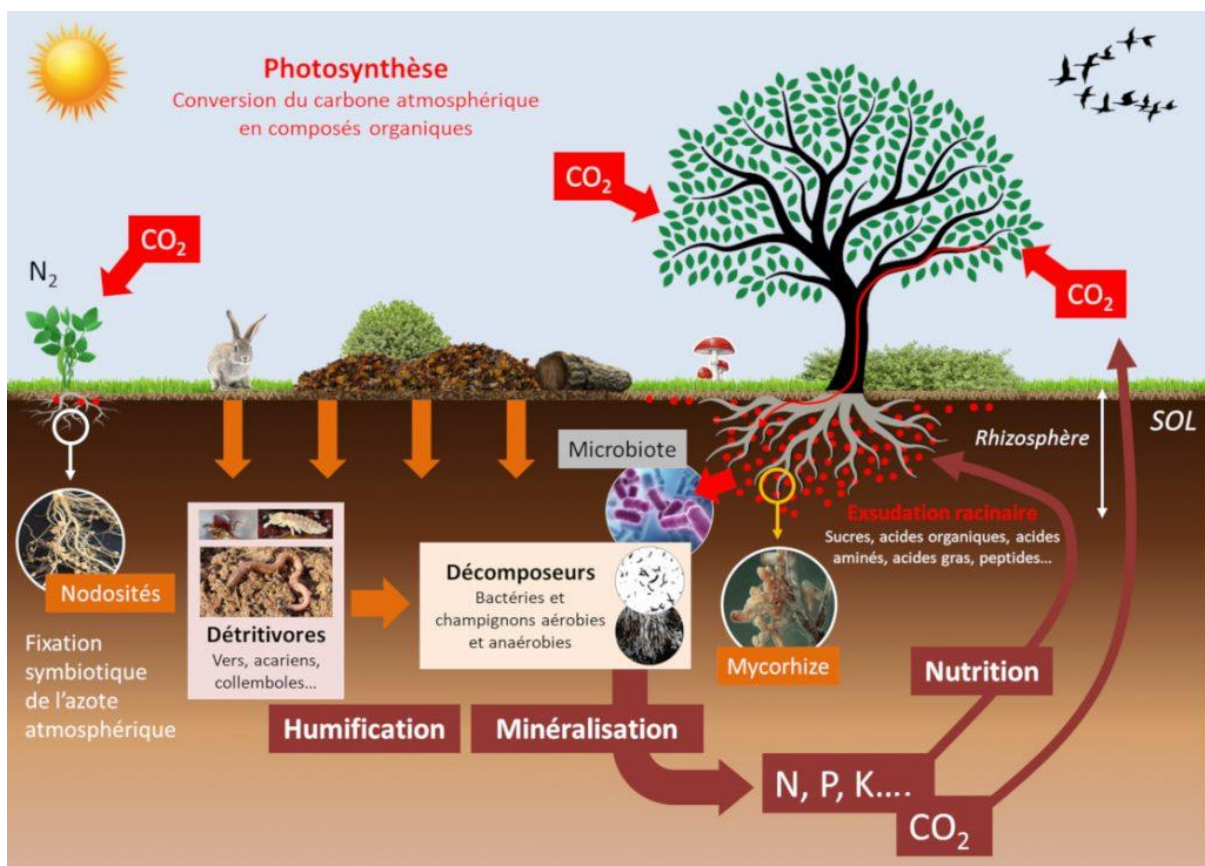 Photosynthèse
Conversion du carbone atmosphérique
en composés organiques
CO2
CO2
N2
CO2
SOL
Rhizosphère
Microbiote
Exsudation racinaire
Sucres, acides organiques, acides
aminés, acides gras, peptides...
Nodosités
Fixation
symbiotique
de l'azote
atmosphérique
Détritivores
Vers, acariens,
collemboles...
Décomposeurs
Bactéries et
champignons aérobies
et anaérobies
Mycorhize
Nutrition
Humification
Minéralisation
N, P, K....
CO2